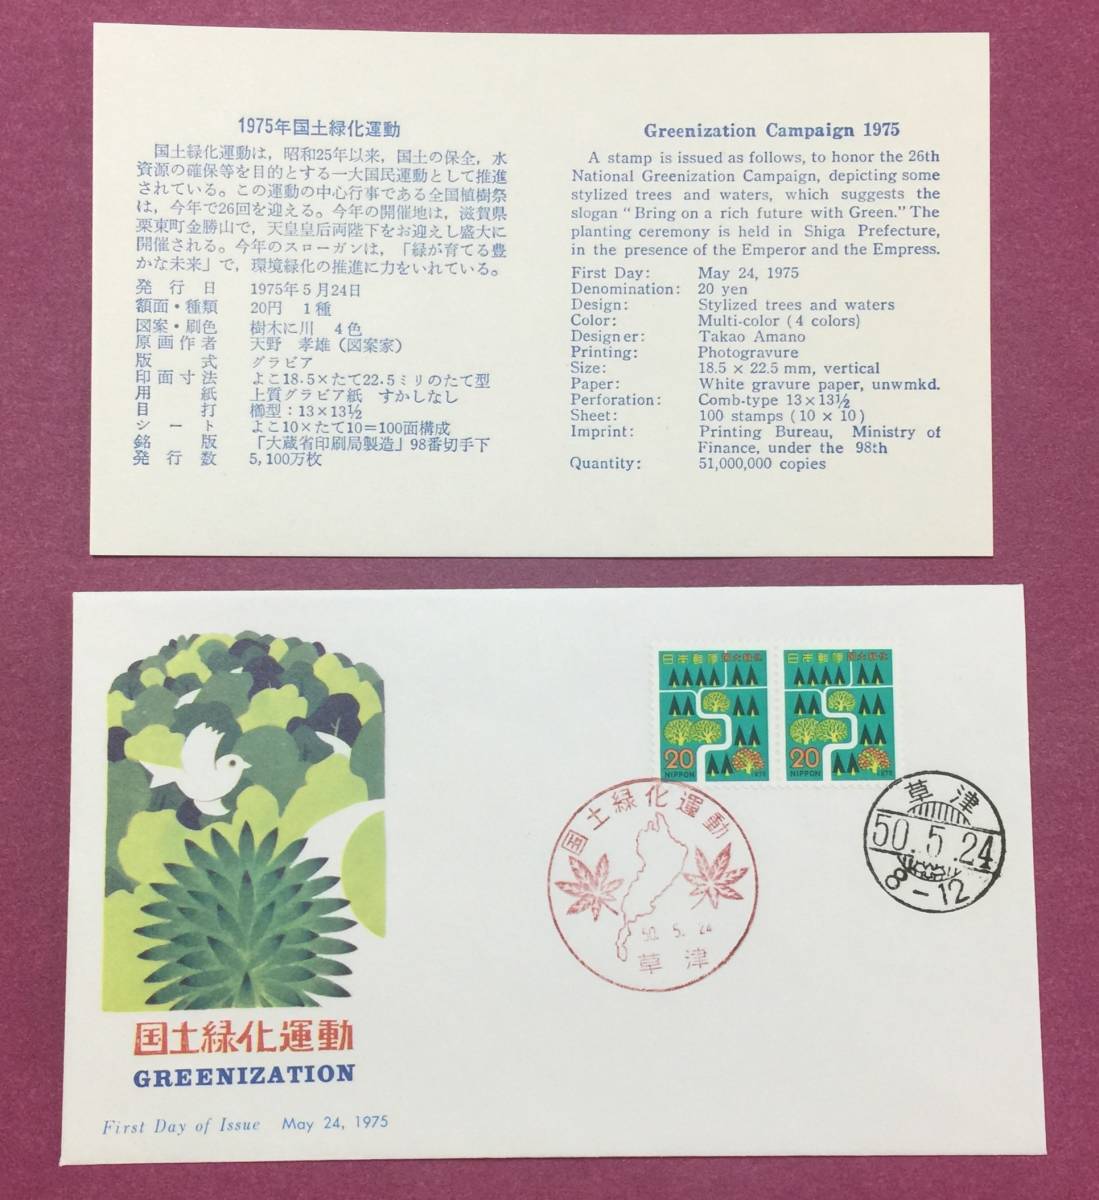 1975年国土緑化運動
国土緑化運動は，昭和25年以来，国土の保全，水
資源の確保等を目的とする一大国民運動として推進
されている。この運動の中心行事である全国植樹祭
は，今年で26回を迎える。今年の開催地は，滋賀県
栗東町金勝山で，天皇皇后両陛下をお迎えし盛大に
開催される。今年のスローガンは，「緑が育てる豊
かな未来」で，環境緑化の推進に力をいれている。
発行日 1975年5月24日
額面・種類 20円 1種
図案・刷色 樹木に川 4色
原画作者 天野 孝雄（図案家）
版式 グラビア
印面寸法 よこ18.5×たて22.5ミリのたて型
用紙 上質グラビア紙 すかしなし
目打 櫛型：13×13½
シート よこ10×たて10＝100面構成
銘版 「大蔵省印刷局製造」98番切手下
発行数 5,100万枚
Greenization Campaign 1975
A stamp is issued as follows, to honor the 26th
National Greenization Campaign, depicting some
stylized trees and waters, which suggests the
slogan "Bring on a rich future with Green." The
planting ceremony is held in Shiga Prefecture,
in the presence of the Emperor and the Empress.
First Day: May 24, 1975
Denomination: 20 yen
Design: Stylized trees and waters
Color: Multi-color (4 colors)
Designer: Takao Amano
Printing: Photogravure
Size: 18.5 × 22.5 mm, vertical
Paper: White gravure paper, unwmkd.
Perforation: Comb-type 13×13½
Sheet: 100 stamps (10 × 10)
Imprint: Printing Bureau, Ministry of
Finance, under the 98th
Quantity: 51,000,000 copies
日本郵便 国土緑化
20
NIPPON 1975
日本郵便 国土緑化
20
NIPPON 1975
国土緑化運動
50. 5. 24
草津
草津
50.5.24
8-12
国土緑化運動
GREENIZATION
First Day of Issue May 24, 1975